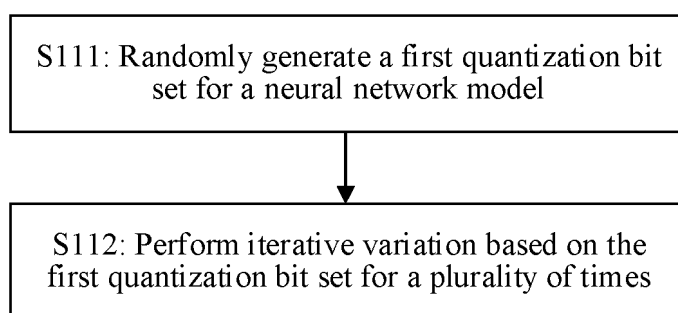 S111: Randomly generate a first quantization bit
set for a neural network model
S112: Perform iterative variation based on the
first quantization bit set for a plurality of times